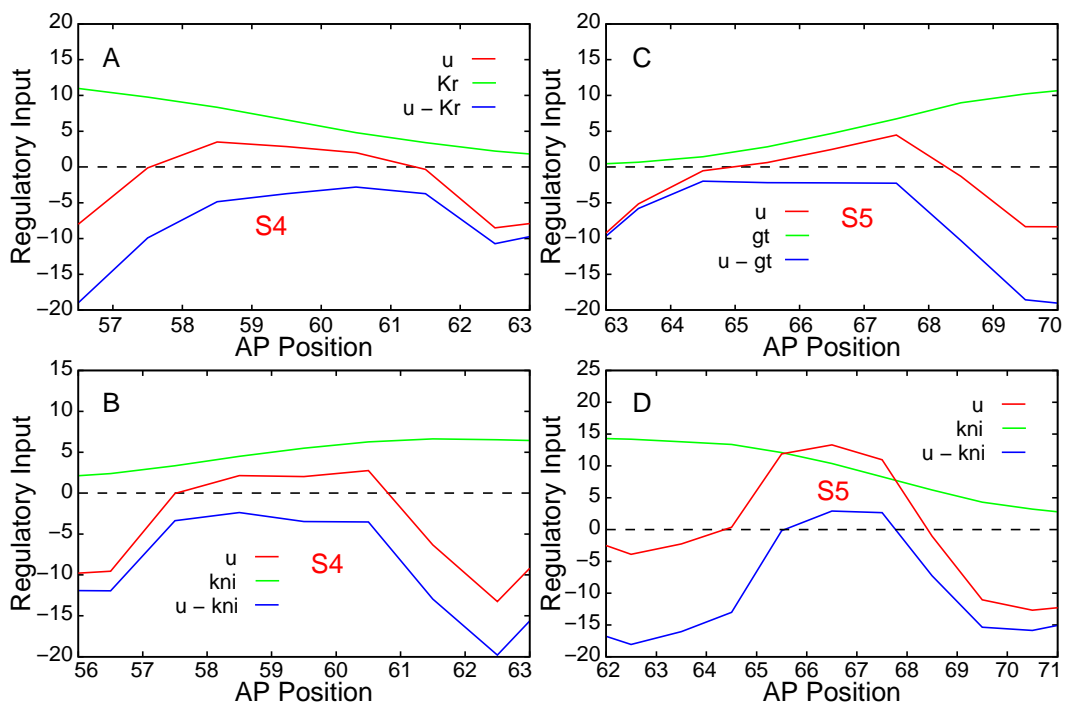 A
u
Kr
u − Kr
S4
Regulatory Input
20
15
10
5
0
−5
−10
−15
−20
57 58 59 60 61 62 63
AP Position
C
u
gt
u − gt
S5
Regulatory Input
20
15
10
5
0
−5
−10
−15
−20
63 64 65 66 67 68 69 70
AP Position
B
u
kni
u − kni
S4
Regulatory Input
15
10
5
0
−5
−10
−15
−20
56 57 58 59 60 61 62 63
AP Position
D
u
kni
u − kni
S5
Regulatory Input
25
20
15
10
5
0
−5
−10
−15
−20
62 63 64 65 66 67 68 69 70 71
AP Position